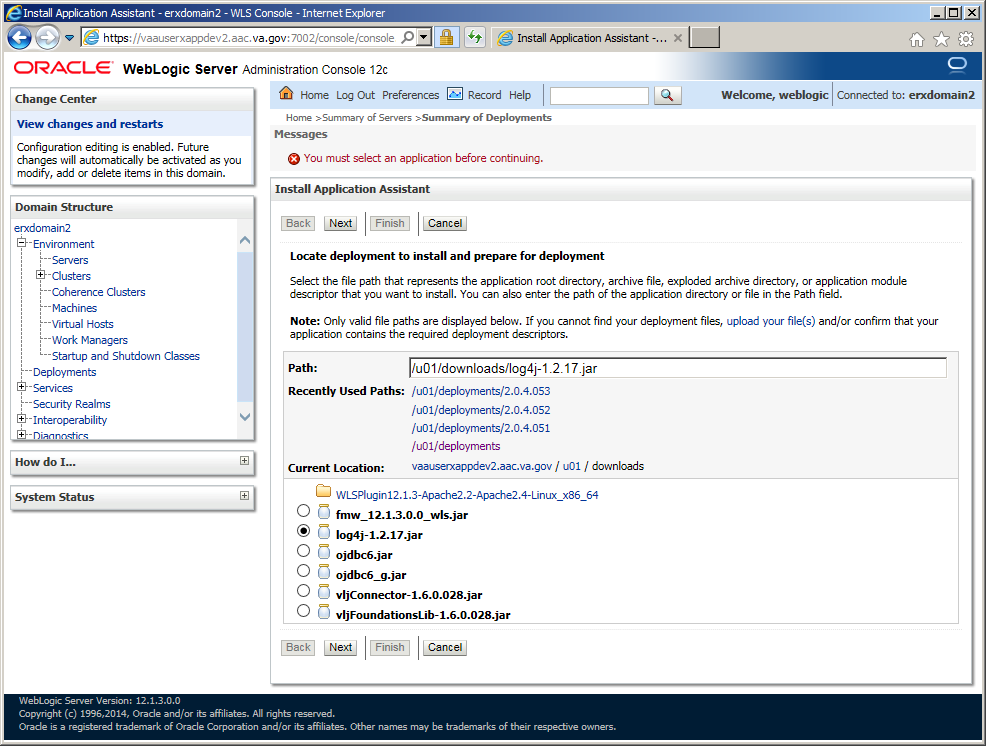 Install Application Assistant - erxdomain2 - WLS Console - Internet Explorer
https://vaauserxappdev2.aac.va.gov:7002/console/console
Install Application Assistant -...
ORACLE WebLogic Server Administration Console 12c
Change Center
View changes and restarts
Configuration editing is enabled. Future
changes will automatically be activated as you
modify, add or delete items in this domain.
Domain Structure
erxdomain2
Environment
Servers
Clusters
Coherence Clusters
Machines
Virtual Hosts
Work Managers
Startup and Shutdown Classes
Deployments
Services
Security Realms
Interoperability
Diagnostics
How do I...
System Status
Home Log Out Preferences Record Help
Welcome, weblogic Connected to: erxdomain2
Home >Summary of Servers >Summary of Deployments
Messages
You must select an application before continuing.
Install Application Assistant
Back Next Finish Cancel
Locate deployment to install and prepare for deployment
Select the file path that represents the application root directory, archive file, exploded archive directory, or application module
descriptor that you want to install. You can also enter the path of the application directory or file in the Path field.
Note: Only valid file paths are displayed below. If you cannot find your deployment files, upload your file(s) and/or confirm that your
application contains the required deployment descriptors.
Path: /u01/downloads/log4j-1.2.17.jar
Recently Used Paths: /u01/deployments/2.0.4.053
/u01/deployments/2.0.4.052
/u01/deployments/2.0.4.051
/u01/deployments
Current Location: vaauserxappdev2.aac.va.gov / u01 / downloads
WLSPlugin12.1.3-Apache2.2-Apache2.4-Linux_x86_64
fmw_12.1.3.0.0_wls.jar
log4j-1.2.17.jar
ojdbc6.jar
ojdbc6_g.jar
vljConnector-1.6.0.028.jar
vljFoundationsLib-1.6.0.028.jar
Back Next Finish Cancel
WebLogic Server Version: 12.1.3.0.0
Copyright (c) 1996,2014, Oracle and/or its affiliates. All rights reserved.
Oracle is a registered trademark of Oracle Corporation and/or its affiliates. Other names may be trademarks of their respective owners.